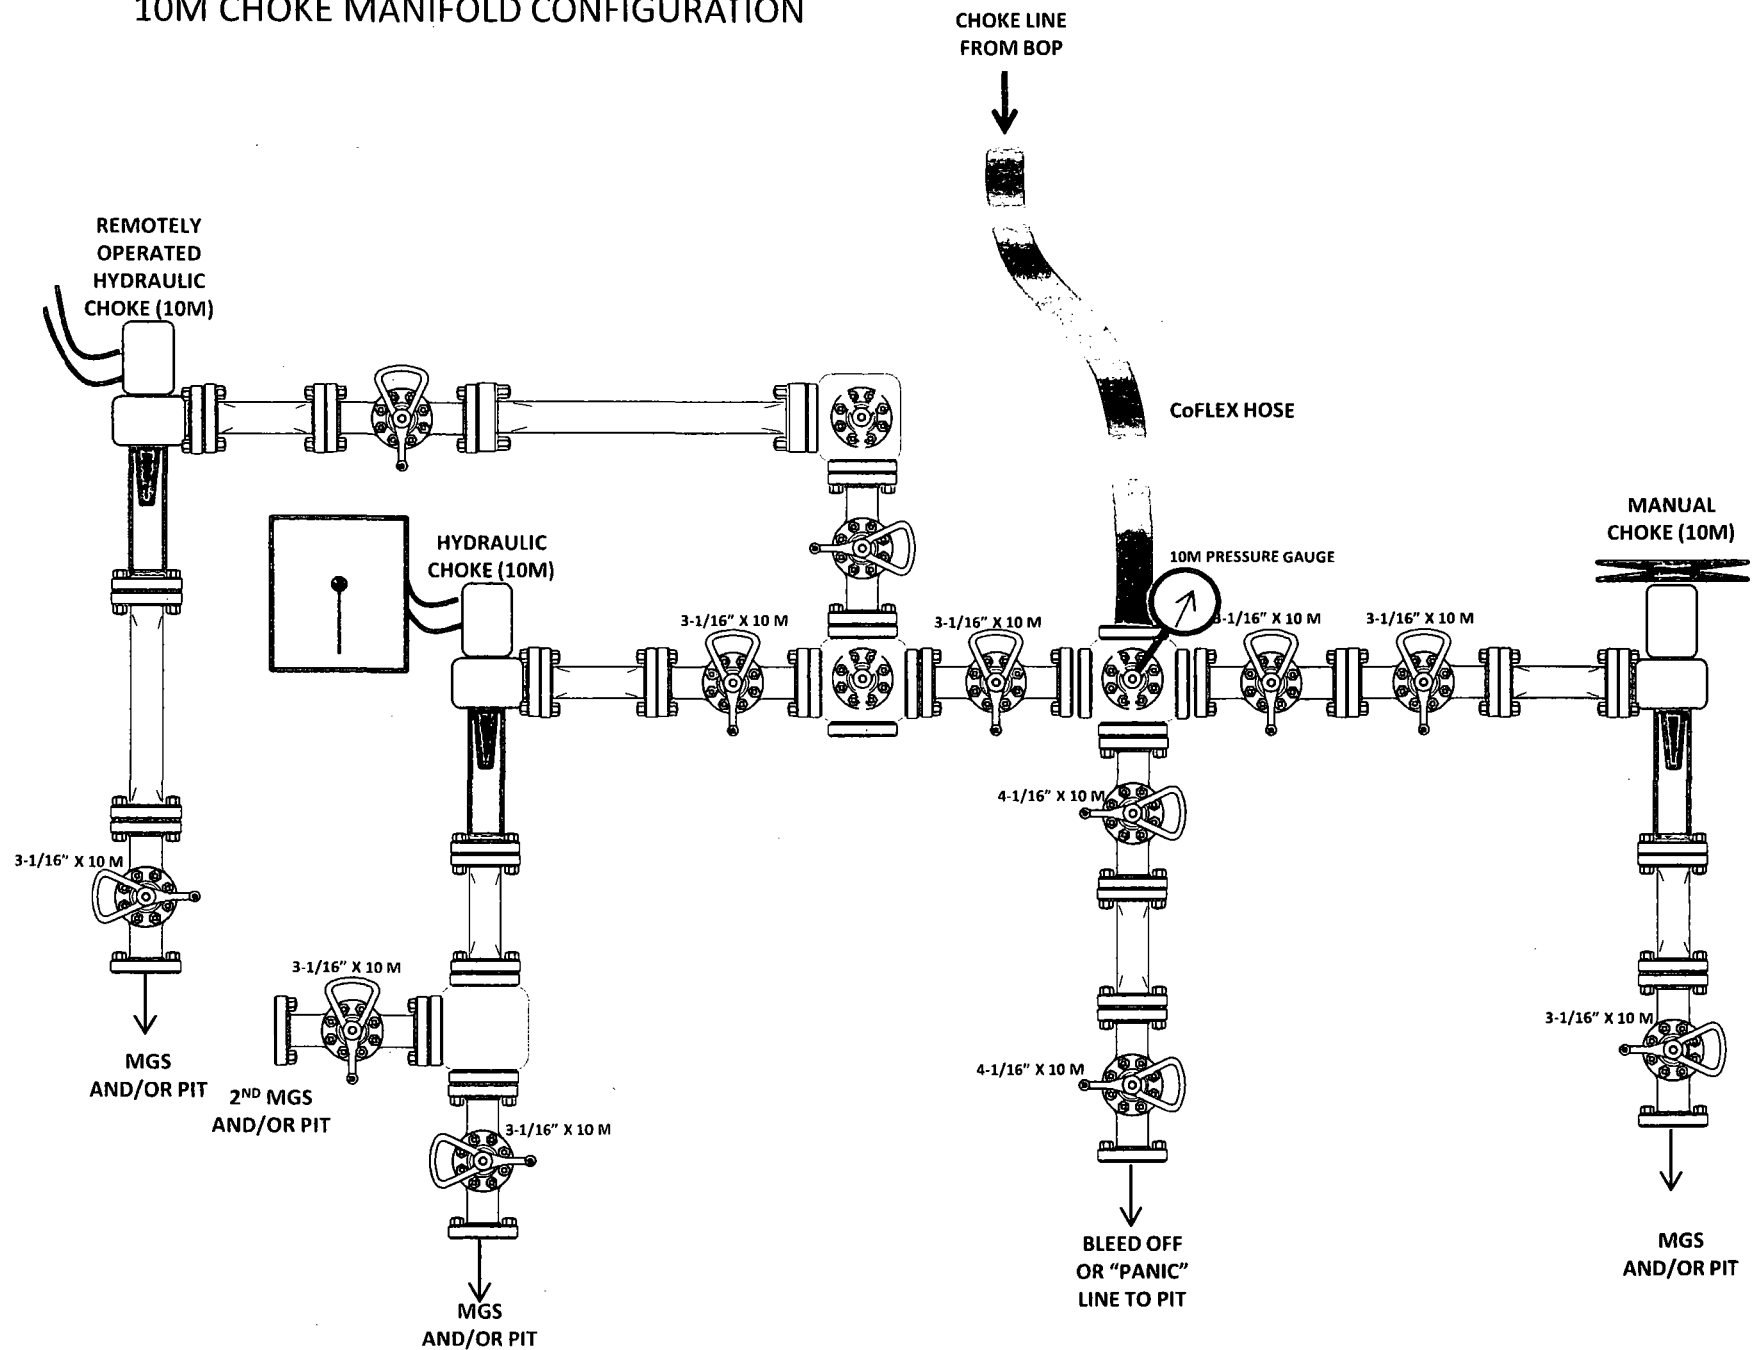 10M CHOKE MANIFOLD CONFIGURATION
CHOKE LINE
FROM BOP
REMOTELY
OPERATED
HYDRAULIC
CHOKE (10M)
CoFLEX HOSE
MANUAL
CHOKE (10M)
HYDRAULIC
CHOKE (10M)
10M PRESSURE GAUGE
3-1/16" X 10 M
3-1/16" X 10 M
3-1/16" X 10 M
3-1/16" X 10 M
4-1/16" X 10 M
3-1/16" X 10 M
3-1/16" X 10 M
3-1/16" X 10 M
4-1/16" X 10 M
MGS
AND/OR PIT
2ND MGS
AND/OR PIT
3-1/16" X 10 M
BLEED OFF
OR "PANIC"
LINE TO PIT
MGS
AND/OR PIT
MGS
AND/OR PIT